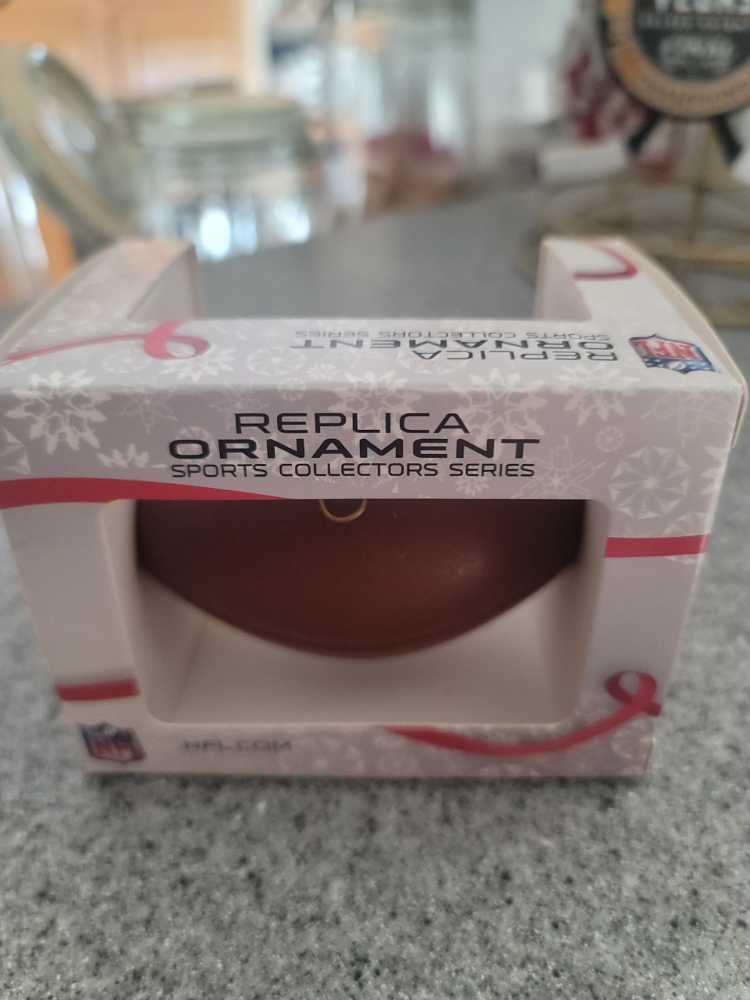 REPLICA
ORNAMENT
SPORTS COLLECTORS SERIES
NFL
REPLICA
ORNAMENT
SPORTS COLLECTORS SERIES
NFL
NFL.COM